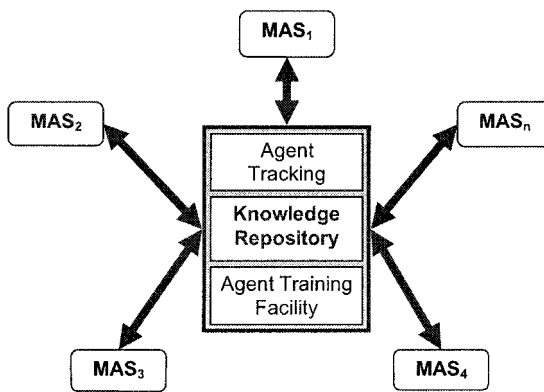 MAS₁
MAS₂
MASₙ
Agent
Tracking
Knowledge
Repository
Agent Training
Facility
MAS₃
MAS₄